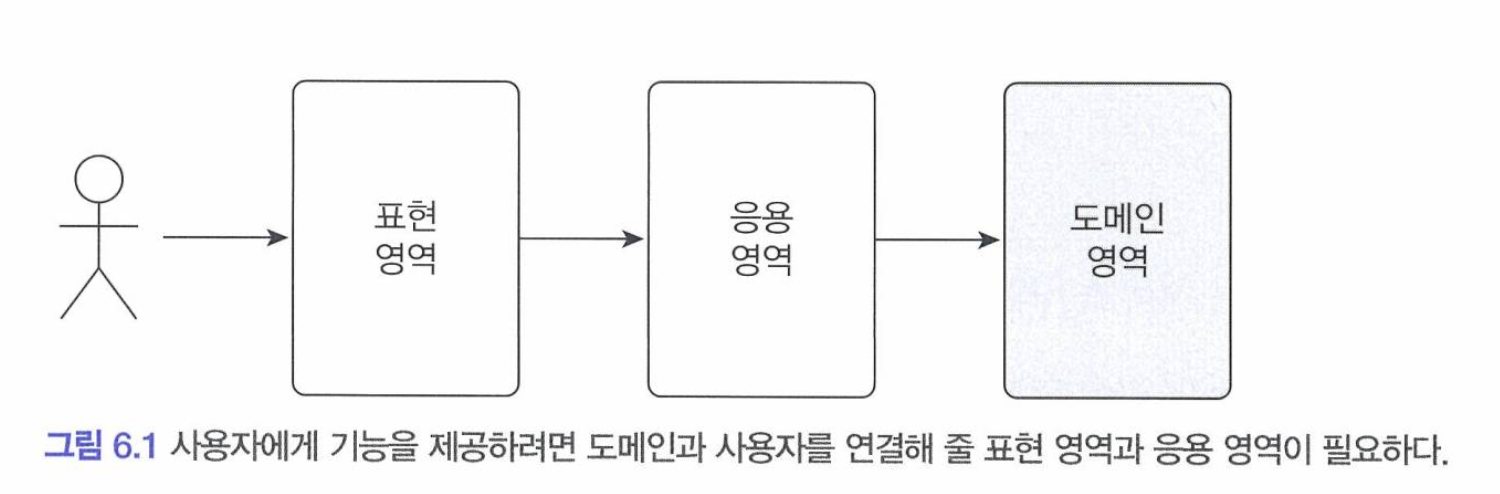 표현
영역
응용
영역
도메인
영역
그림 6.1 사용자에게 기능을 제공하려면 도메인과 사용자를 연결해 줄 표현 영역과 응용 영역이 필요하다.